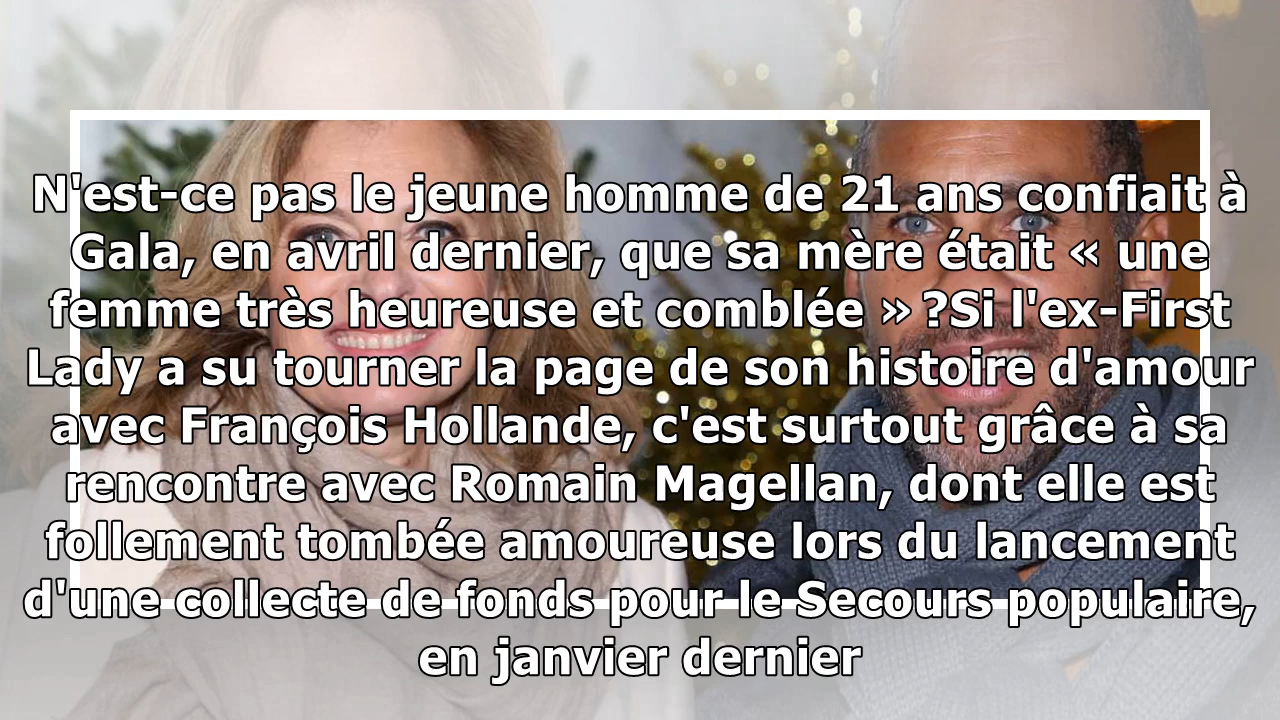 N'est-ce pas le jeune homme de 21 ans confiait à
Gala, en avril dernier, que sa mère était « une
femme très heureuse et comblée » ?Si l'ex-First
Lady a su tourner la page de son histoire d'amour
avec François Hollande, c'est surtout grâce à sa
rencontre avec Romain Magellan, dont elle est
follement tombée amoureuse lors du lancement
d'une collecte de fonds pour le Secours populaire,
en janvier dernier